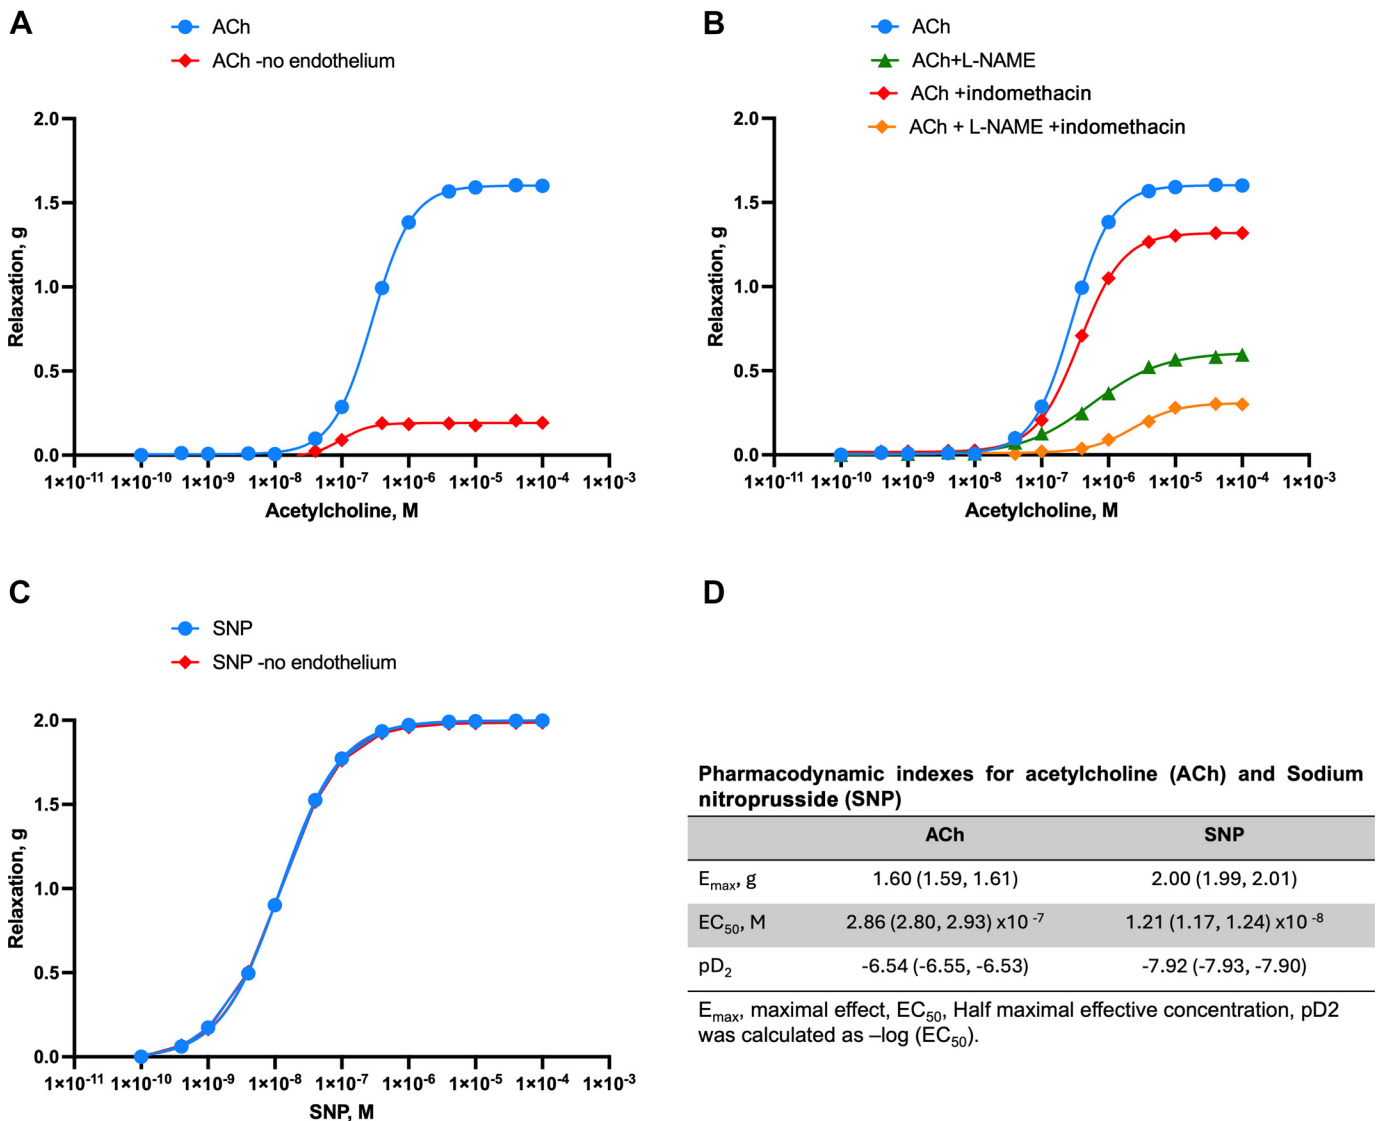 A
ACh
ACh -no endothelium
2.0
1.5
1.0
0.5
0.0
Relaxation, g
1×10⁻¹¹ 1×10⁻¹⁰ 1×10⁻⁹ 1×10⁻⁸ 1×10⁻⁷ 1×10⁻⁶ 1×10⁻⁵ 1×10⁻⁴ 1×10⁻³
Acetylcholine, M
B
ACh
ACh+L-NAME
ACh +indomethacin
ACh + L-NAME +indomethacin
2.0
1.5
1.0
0.5
0.0
Relaxation, g
1×10⁻¹¹ 1×10⁻¹⁰ 1×10⁻⁹ 1×10⁻⁸ 1×10⁻⁷ 1×10⁻⁶ 1×10⁻⁵ 1×10⁻⁴ 1×10⁻³
Acetylcholine, M
C
SNP
SNP -no endothelium
2.0
1.5
1.0
0.5
0.0
Relaxation, g
1×10⁻¹¹ 1×10⁻¹⁰ 1×10⁻⁹ 1×10⁻⁸ 1×10⁻⁷ 1×10⁻⁶ 1×10⁻⁵ 1×10⁻⁴ 1×10⁻³
SNP, M
D
Pharmacodynamic indexes for acetylcholine (ACh) and Sodium
nitroprusside (SNP)
ACh SNP
Eₘₐₓ, g 1.60 (1.59, 1.61) 2.00 (1.99, 2.01)
EC₅₀, M 2.86 (2.80, 2.93) x10 ⁻⁷ 1.21 (1.17, 1.24) x10 ⁻⁸
pD₂ -6.54 (-6.55, -6.53) -7.92 (-7.93, -7.90)
Eₘₐₓ, maximal effect, EC₅₀, Half maximal effective concentration, pD2
was calculated as –log (EC₅₀).